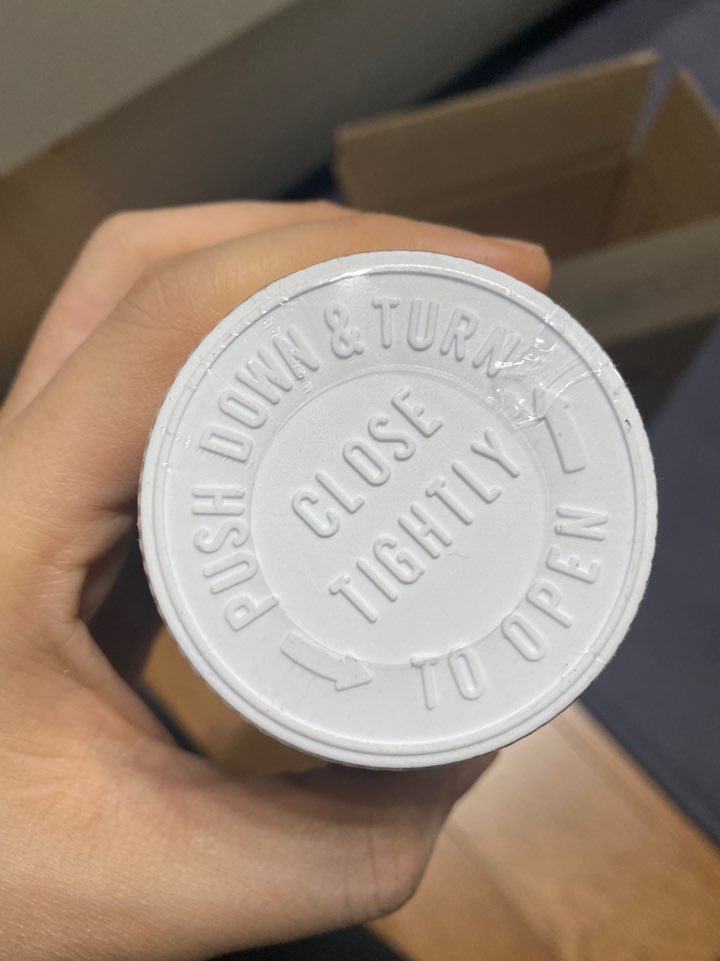 PUSH DOWN & TURN
TO OPEN
CLOSE
TIGHTLY